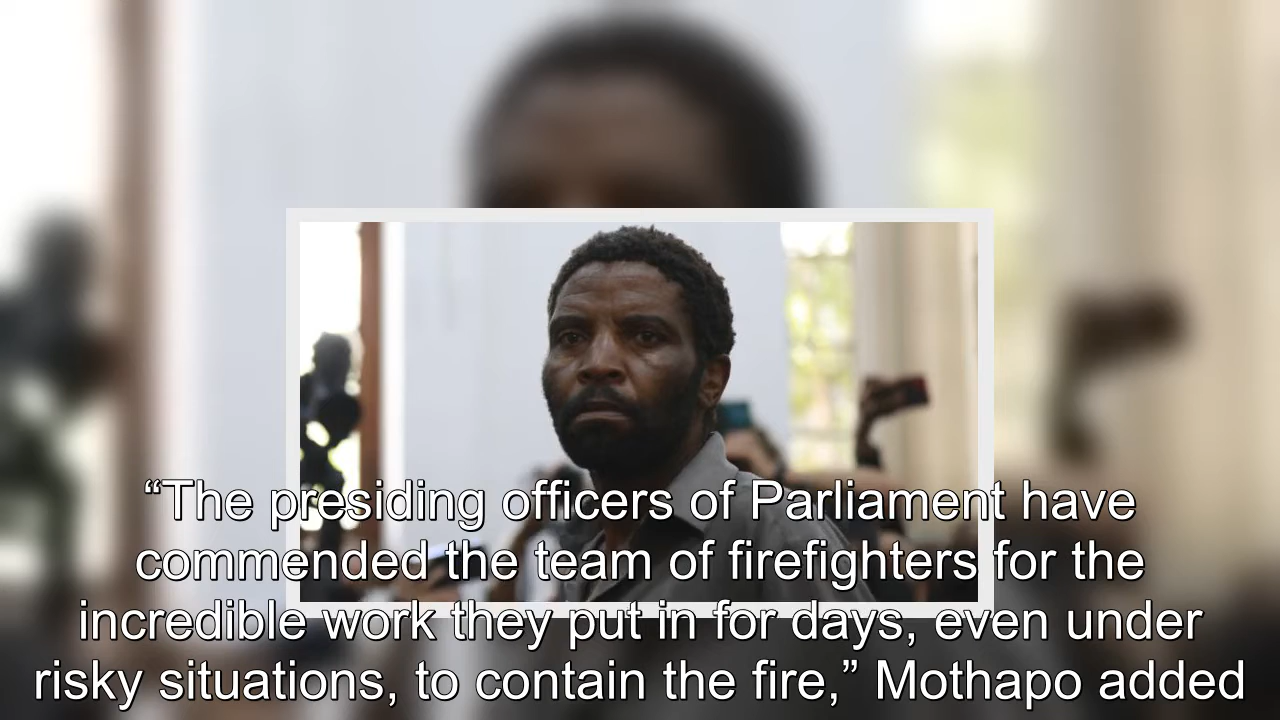 “The presiding officers of Parliament have
commended the team of firefighters for the
incredible work they put in for days, even under
risky situations, to contain the fire,” Mothapo added